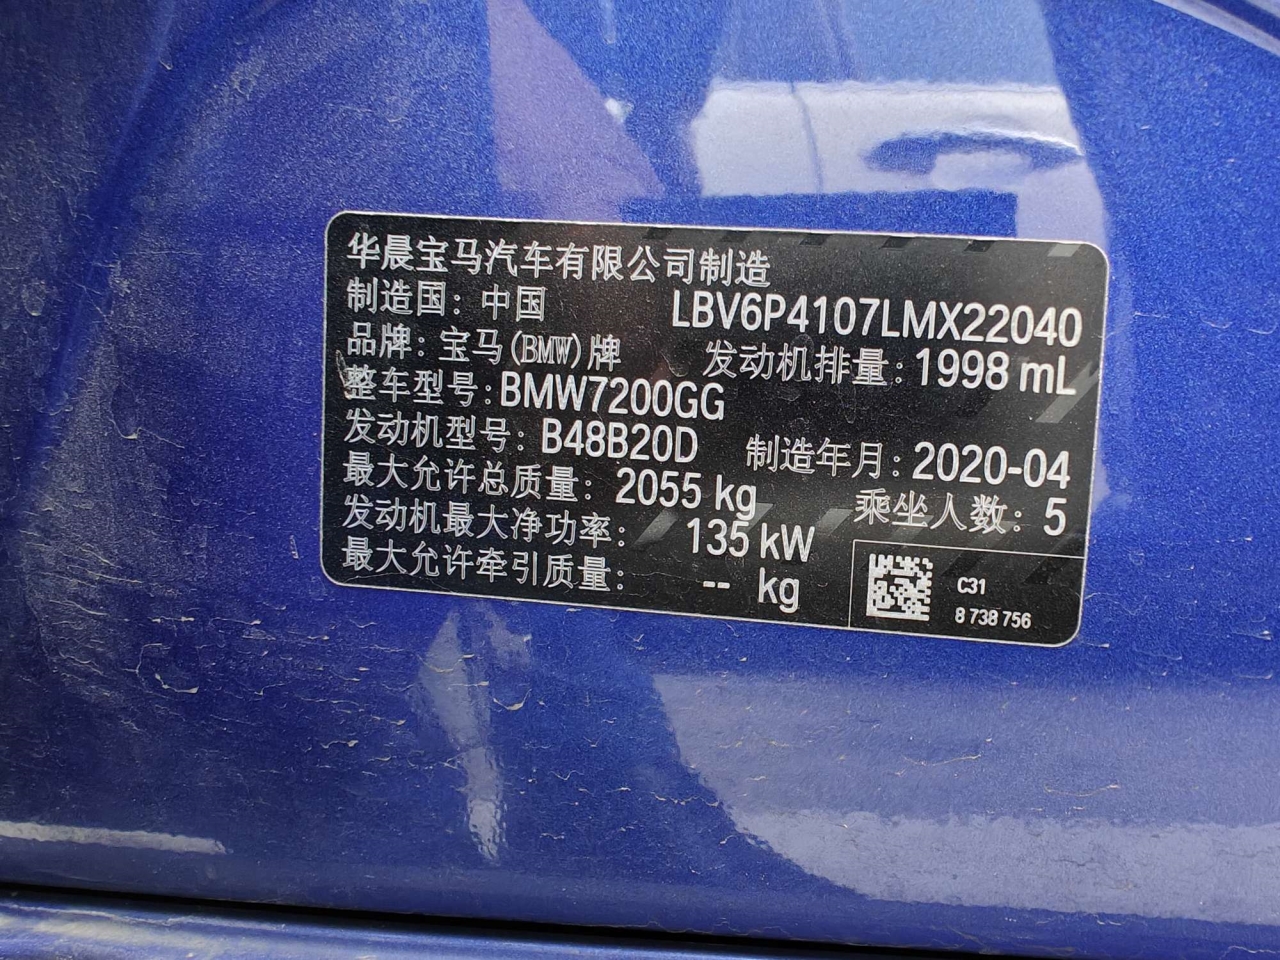 华晨宝马汽车有限公司制造
制造国：中国 LBV6P4107LMX22040
品牌：宝马(BMW)牌 发动机排量：1998 mL
整车型号：BMW7200GG
发动机型号：B48B20D 制造年月：2020-04
最大允许总质量：2055 kg 乘坐人数：5
发动机最大净功率：135 kW
最大允许牵引质量：-- kg
C31
8 738 756